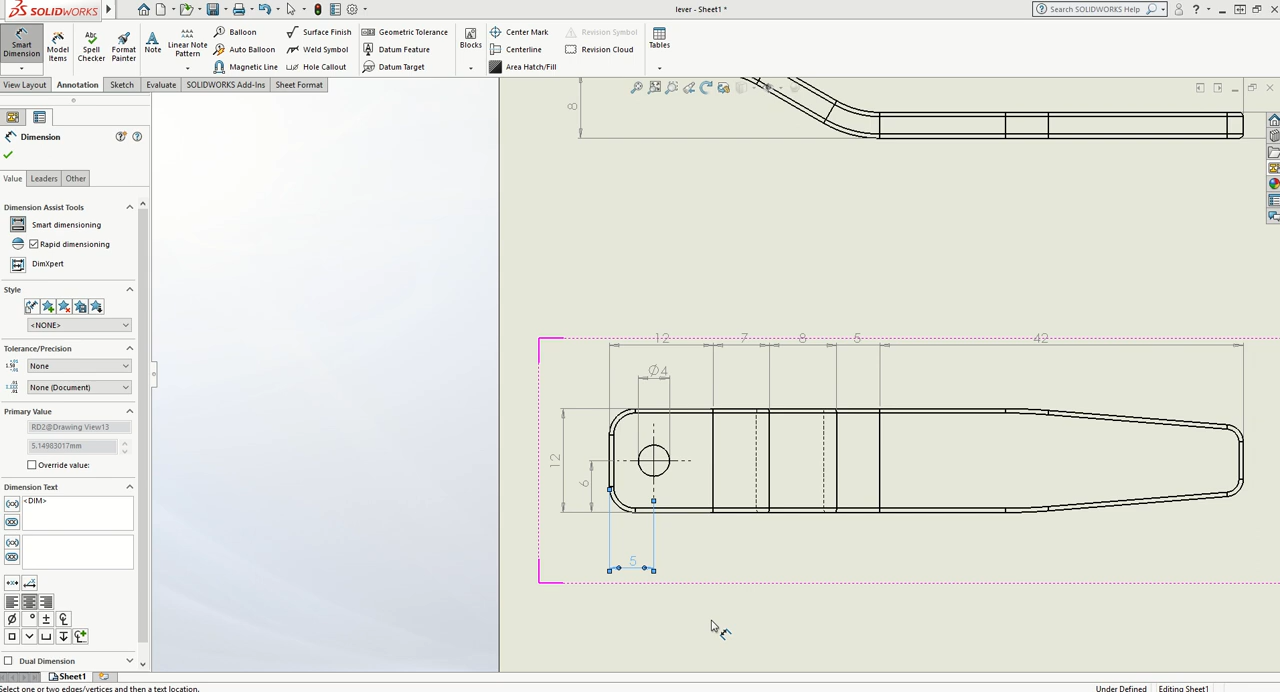 SOLIDWORKS
lever - Sheet1 *
Search SOLIDWORKS Help
?
Smart Dimension
Model Items
Spell Checker
Format Painter
Note
Linear Note Pattern
Balloon
Auto Balloon
Magnetic Line
Surface Finish
Weld Symbol
Hole Callout
Geometric Tolerance
Datum Feature
Datum Target
Blocks
Center Mark
Centerline
Area Hatch/Fill
Revision Symbol
Revision Cloud
Tables
View Layout
Annotation
Sketch
Evaluate
SOLIDWORKS Add-Ins
Sheet Format
Dimension
Value
Leaders
Other
Dimension Assist Tools
Smart dimensioning
Rapid dimensioning
DimXpert
Style
<NONE>
Tolerance/Precision
None
None (Document)
Primary Value
RD2@Drawing View13
5.14983017mm
Override value:
Dimension Text
<DIM>
Dual Dimension
8
12
7
8
5
42
Ø4
12
6
5
Sheet1
Select one or two edges/vertices and then a text location.
Under Defined
Editing Sheet1